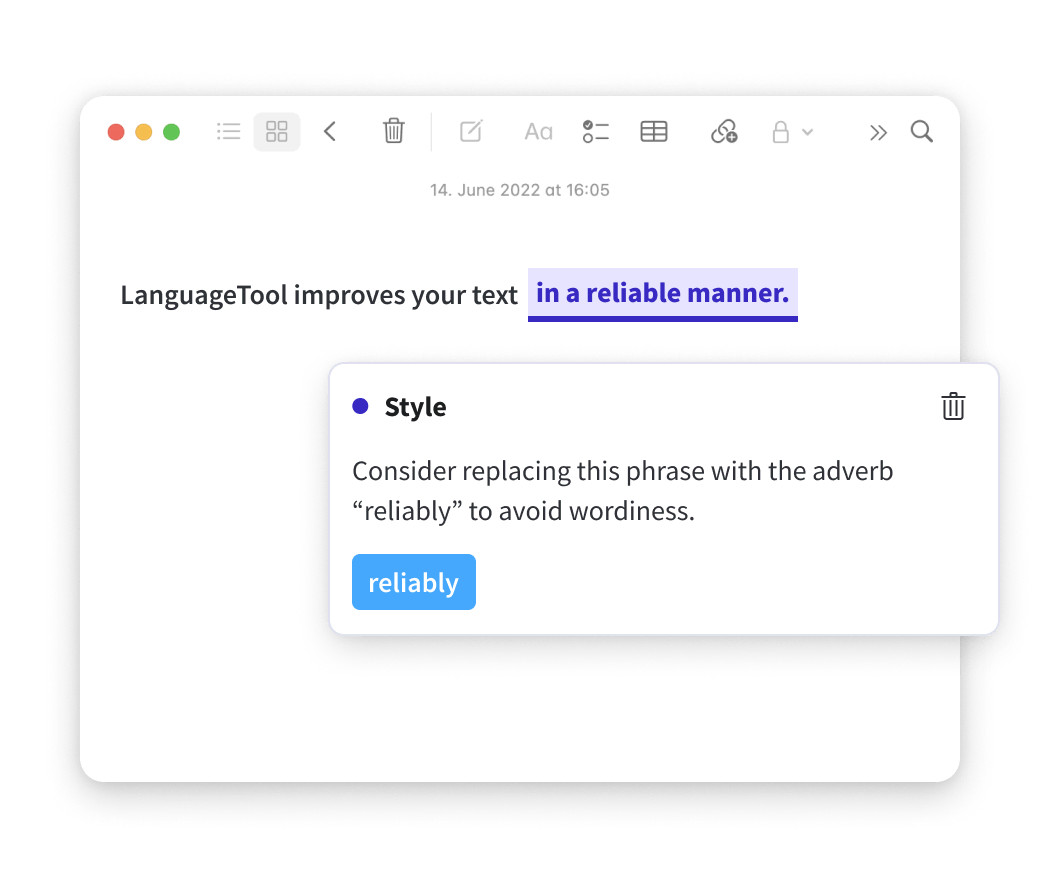 Aa
14. June 2022 at 16:05
LanguageTool improves your text in a reliable manner.
Style
Consider replacing this phrase with the adverb
“reliably” to avoid wordiness.
reliably